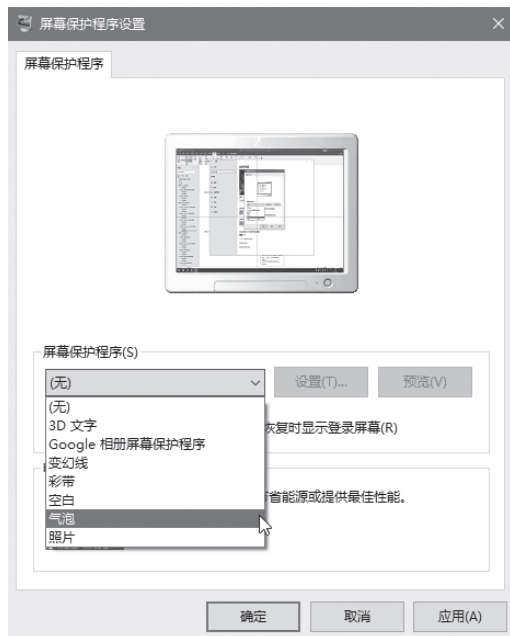 屏幕保护程序设置
屏幕保护程序
屏幕保护程序(S)
(无)
设置(T)...
预览(V)
(无)
3D 文字
Google 相册屏幕保护程序
变幻线
彩带
空白
气泡
照片
恢复时显示登录屏幕(R)
省能源或提供最佳性能。
确定
取消
应用(A)